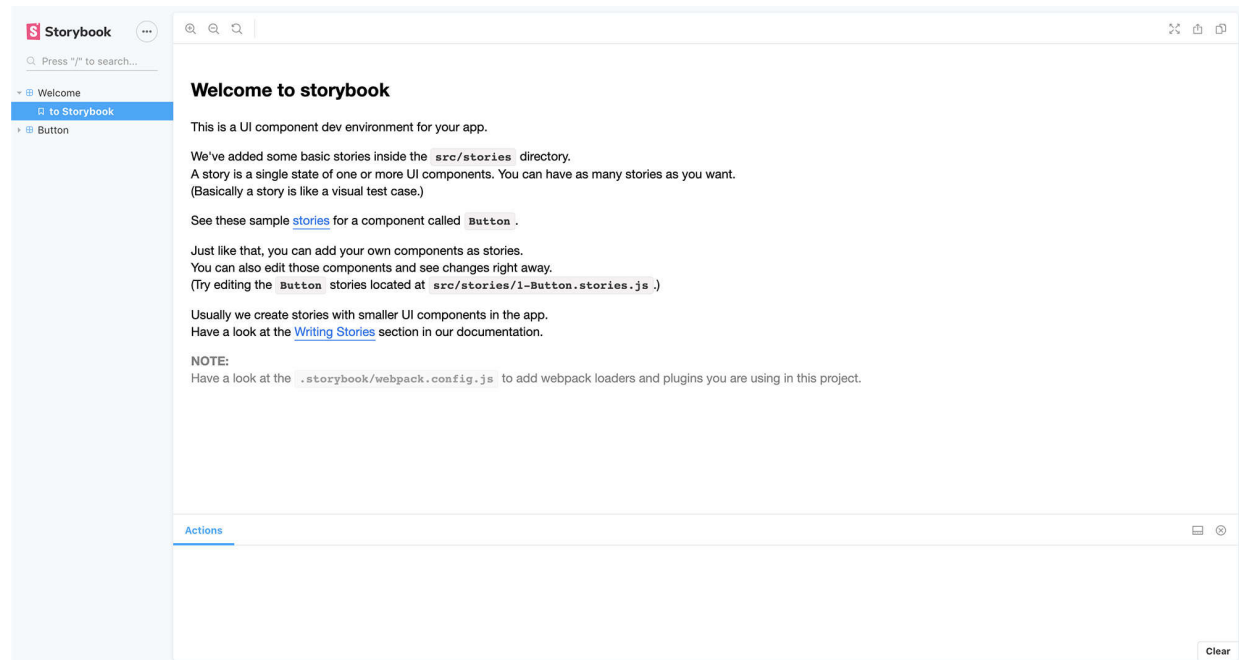 Storybook
Press "/" to search...
Welcome
to Storybook
Button
Welcome to storybook
This is a UI component dev environment for your app.
We've added some basic stories inside the src/stories directory.
A story is a single state of one or more UI components. You can have as many stories as you want.
(Basically a story is like a visual test case.)
See these sample stories for a component called Button .
Just like that, you can add your own components as stories.
You can also edit those components and see changes right away.
(Try editing the Button stories located at src/stories/1-Button.stories.js .)
Usually we create stories with smaller UI components in the app.
Have a look at the Writing Stories section in our documentation.
NOTE:
Have a look at the .storybook/webpack.config.js to add webpack loaders and plugins you are using in this project.
Actions
Clear